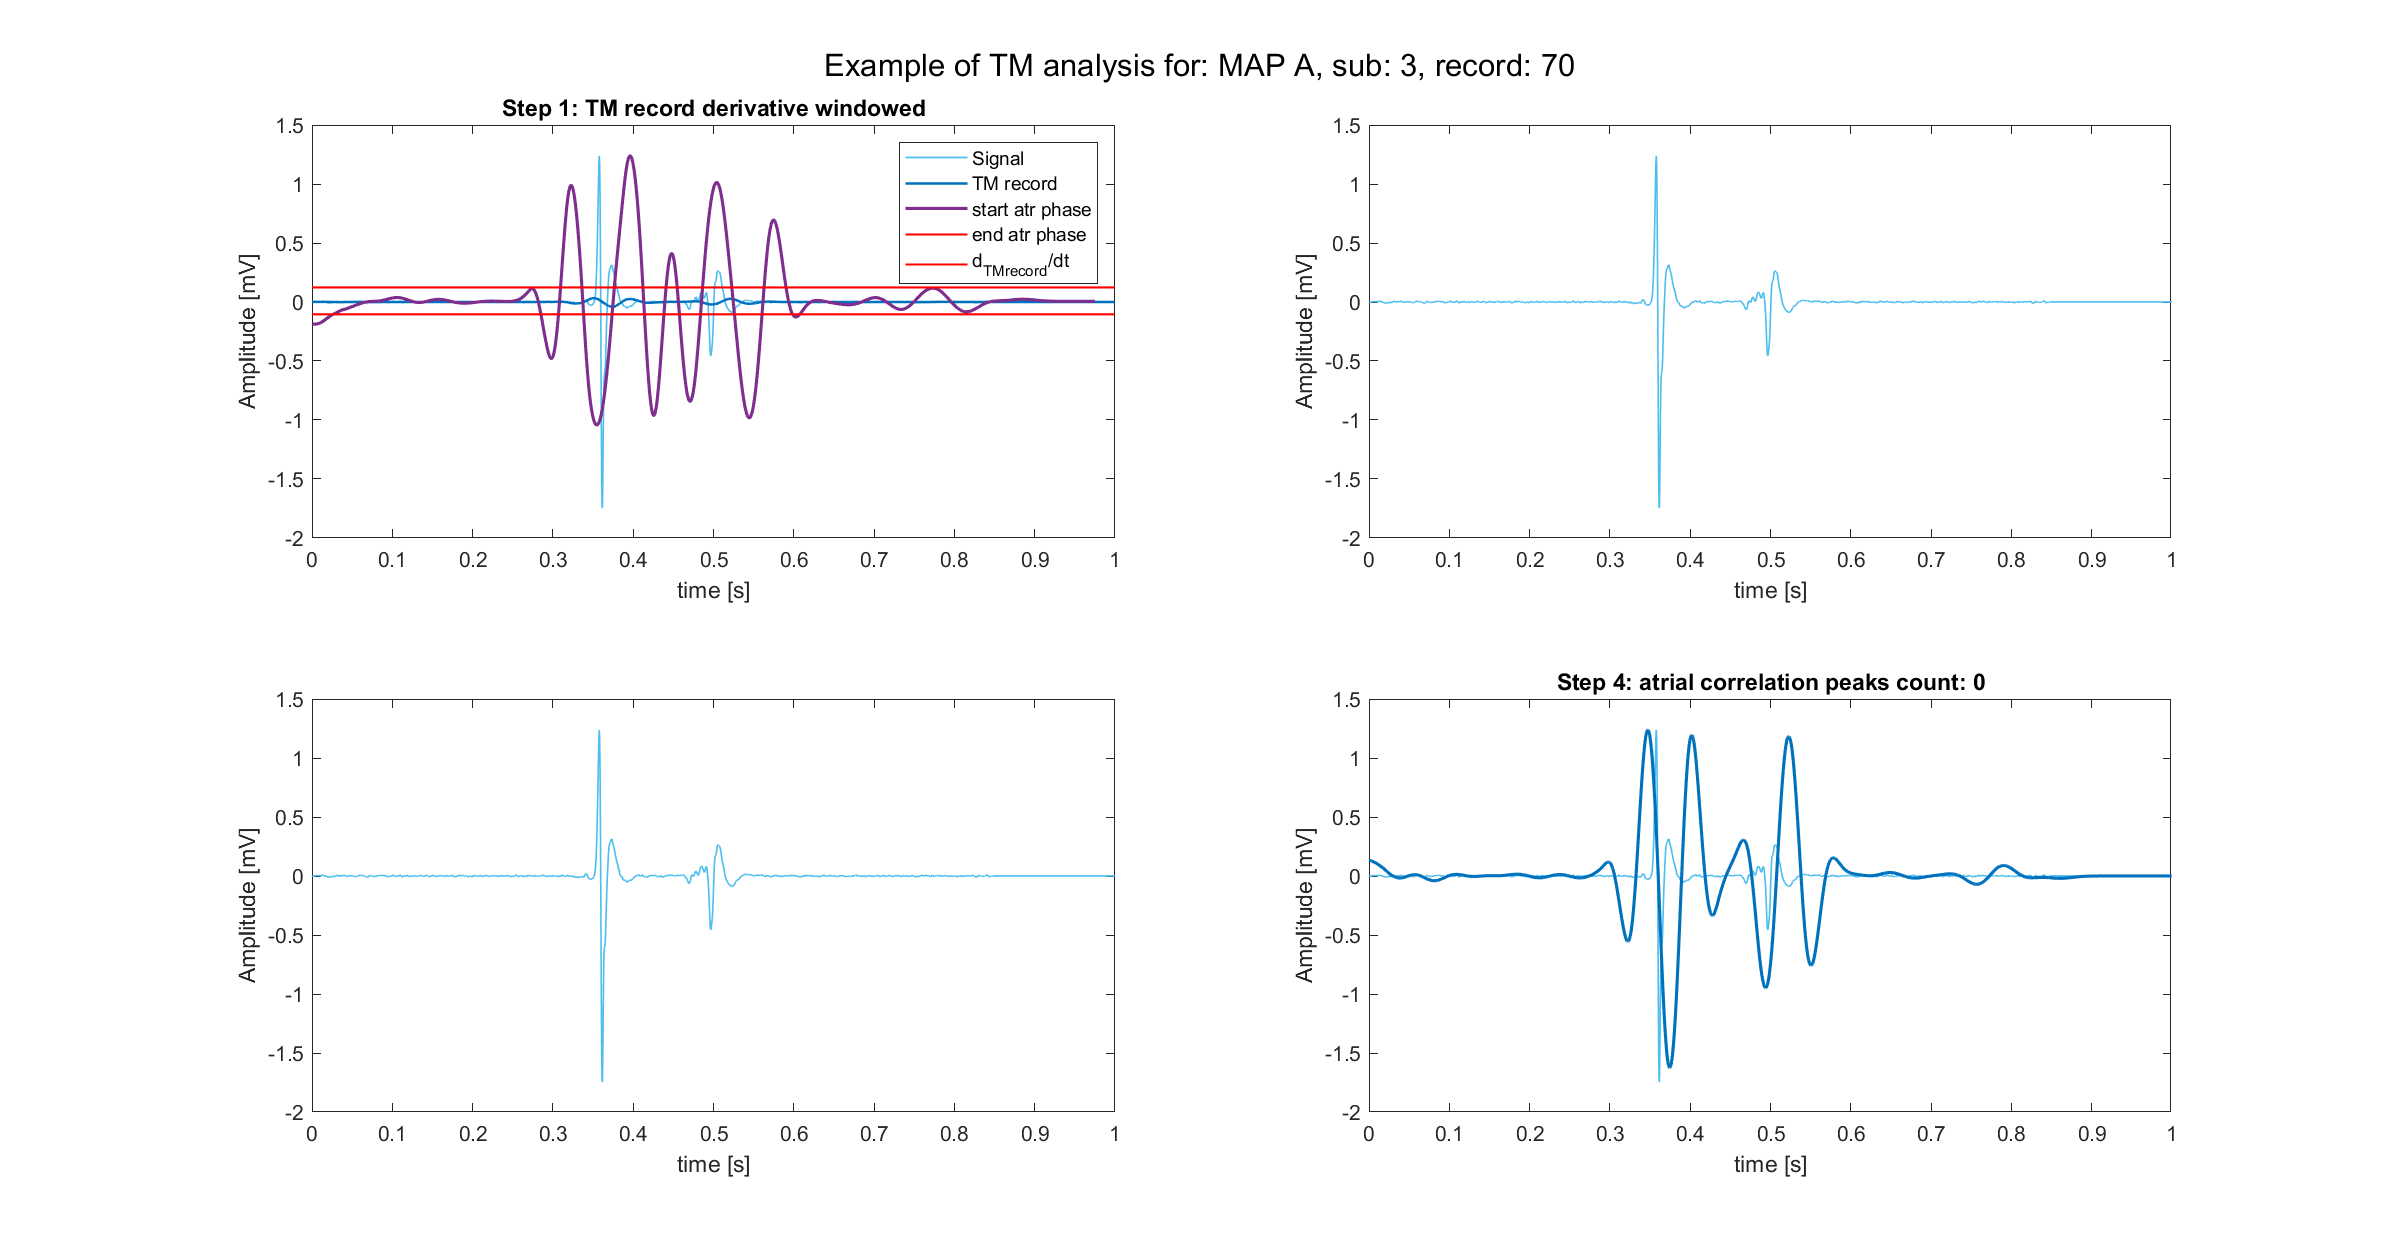 Example of TM analysis for: MAP A, sub: 3, record: 70
Step 1: TM record derivative windowed
1.5
1
0.5
0
-0.5
-1
-1.5
-2
Amplitude [mV]
Signal
TM record
start atr phase
end atr phase
d_TMrecord/dt
0 0.1 0.2 0.3 0.4 0.5 0.6 0.7 0.8 0.9 1
time [s]
1.5
1
0.5
0
-0.5
-1
-1.5
-2
Amplitude [mV]
0 0.1 0.2 0.3 0.4 0.5 0.6 0.7 0.8 0.9 1
time [s]
1.5
1
0.5
0
-0.5
-1
-1.5
-2
Amplitude [mV]
0 0.1 0.2 0.3 0.4 0.5 0.6 0.7 0.8 0.9 1
time [s]
Step 4: atrial correlation peaks count: 0
1.5
1
0.5
0
-0.5
-1
-1.5
-2
Amplitude [mV]
0 0.1 0.2 0.3 0.4 0.5 0.6 0.7 0.8 0.9 1
time [s]